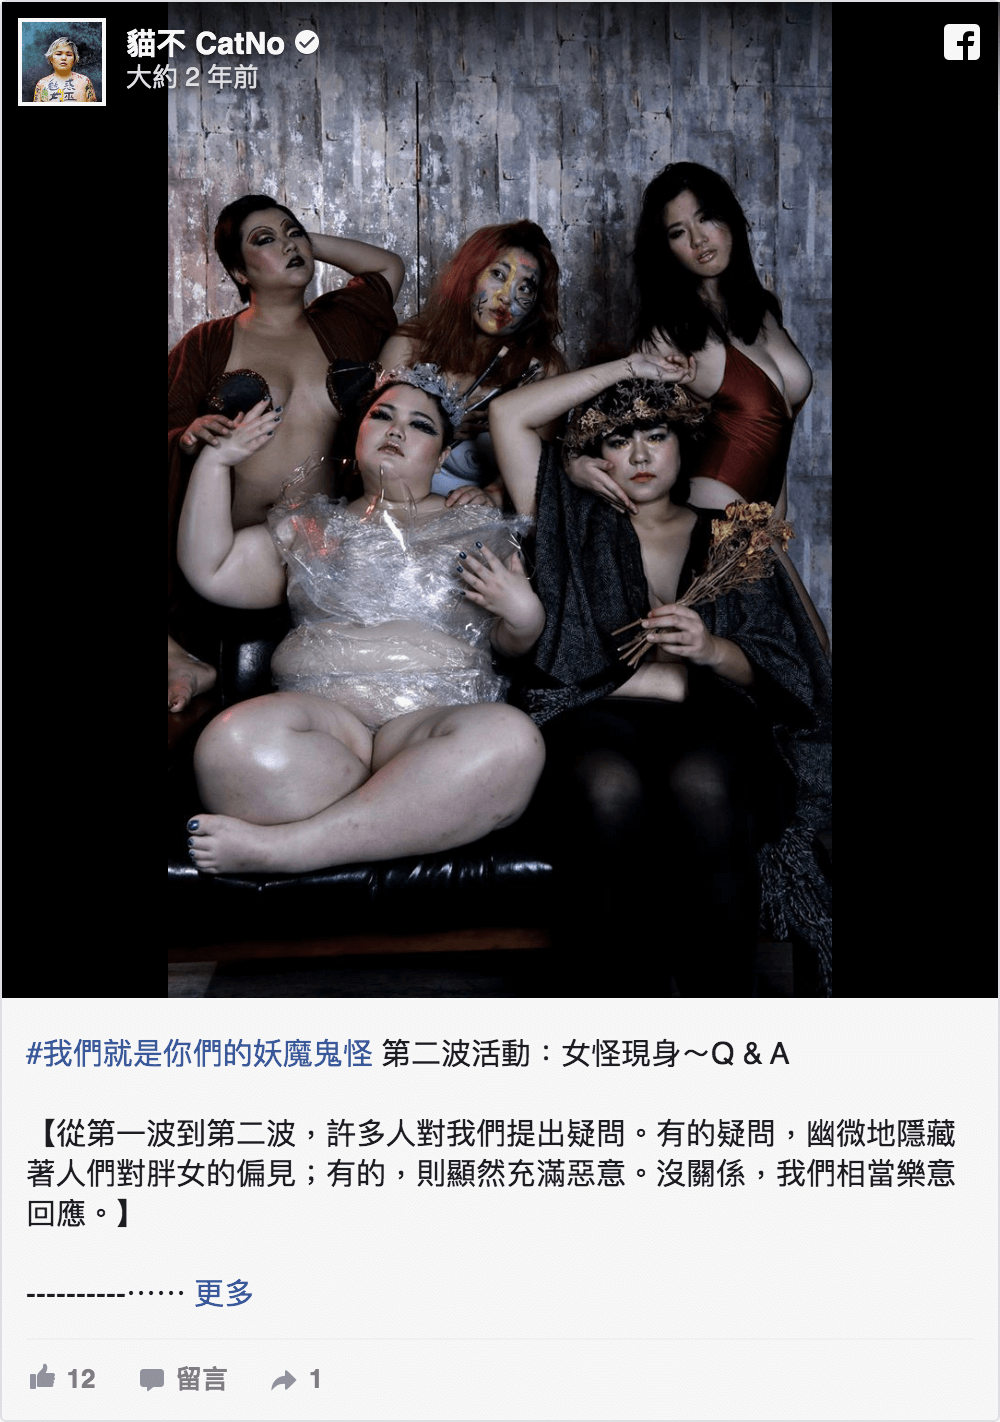 貓不 CatNo
大約 2 年前
#我們就是你們的妖魔鬼怪 第二波活動：女怪現身～Q & A
【從第一波到第二波，許多人對我們提出疑問。有的疑問，幽微地隱藏
著人們對胖女的偏見；有的，則顯然充滿惡意。沒關係，我們相當樂意
回應。】
----------…… 更多
12 留言 1